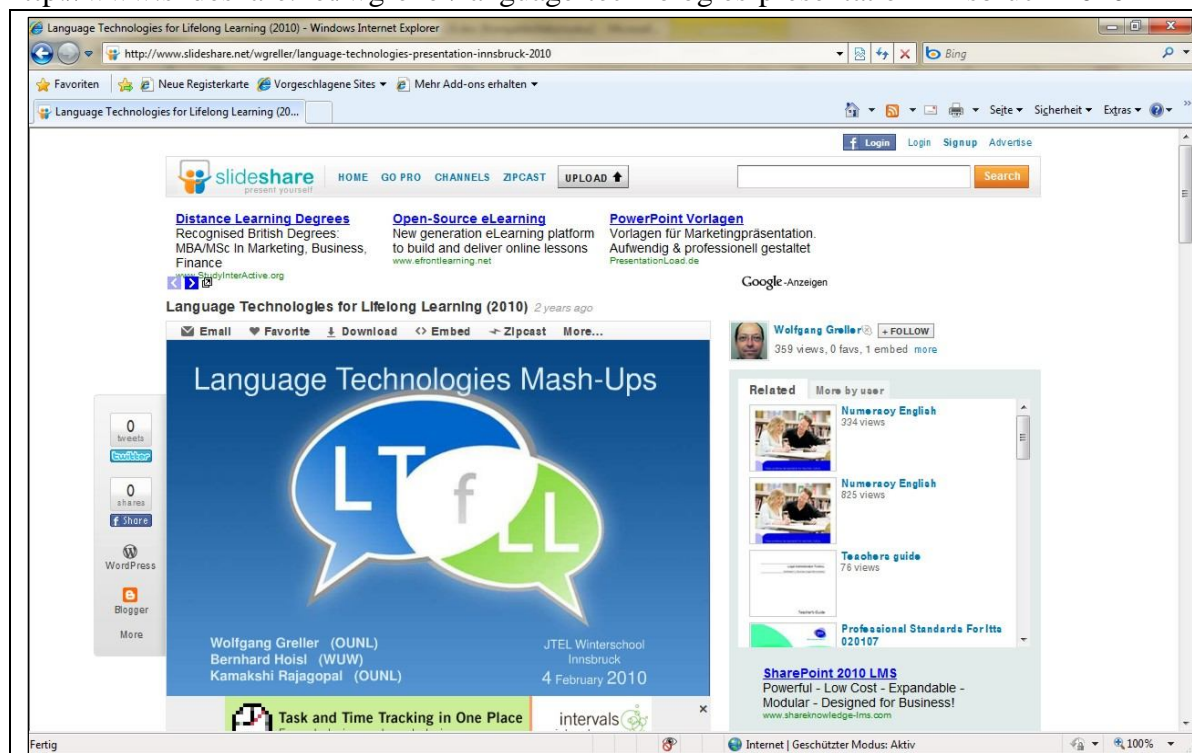 Language Technologies for Lifelong Learning (2010) - Windows Internet Explorer
http://www.slideshare.net/wgreller/language-technologies-presentation-innsbruck-2010
Bing
Favoriten Neue Registerkarte Vorgeschlagene Sites Mehr Add-ons erhalten
Language Technologies for Lifelong Learning (20... Seite Sicherheit Extras
f Login Login Signup Advertise
slideshare HOME GO PRO CHANNELS ZIPCAST UPLOAD Search
present yourself
Distance Learning Degrees
Recognised British Degrees:
MBA/MSc In Marketing, Business,
Finance
www.StudyInterActive.org
Open-Source eLearning
New generation eLearning platform
to build and deliver online lessons
www.efrontlearning.net
PowerPoint Vorlagen
Vorlagen für Marketingpräsentation.
Aufwendig & professionell gestaltet
PresentationLoad.de
Google-Anzeigen
Language Technologies for Lifelong Learning (2010) 2 years ago
Email Favorite Download Embed Zipcast More...
Language Technologies Mash-Ups
LT f LL
Wolfgang Greller (OUNL)
Bernhard Hoisl (WUW)
Kamakshi Rajagopal (OUNL)
JTEL Winterschool
Innsbruck
4 February 2010
0
tweets
twitter
0
shares
f Share
WordPress
Blogger
More
Wolfgang Greller + FOLLOW
359 views, 0 favs, 1 embed more
Related More by user
Numeracy English
334 views
Numeracy English
825 views
Teachers guide
76 views
Professional Standards For Itts
020107
SharePoint 2010 LMS
Powerful - Low Cost - Expandable -
Modular - Designed for Business!
www.shareknowledge-lms.com
Task and Time Tracking in One Place
intervals
Fertig Internet | Geschützter Modus: Aktiv 100%